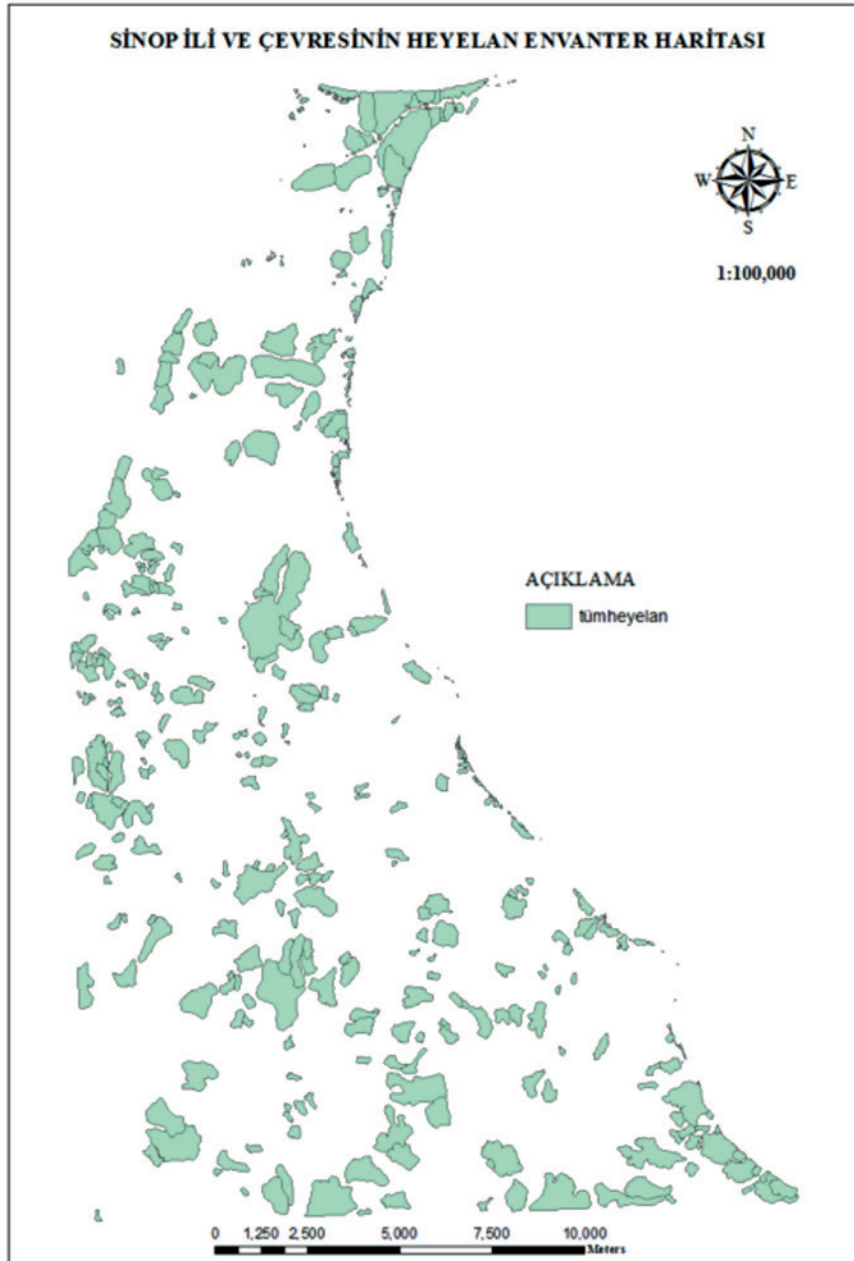 SİNOP İLİ VE ÇEVRESİNİN HEYELAN ENVANTER HARİTASI
N
W E
S
1:100,000
AÇIKLAMA
tümheyelan
0 1,250 2,500 5,000 7,500 10,000
Meters